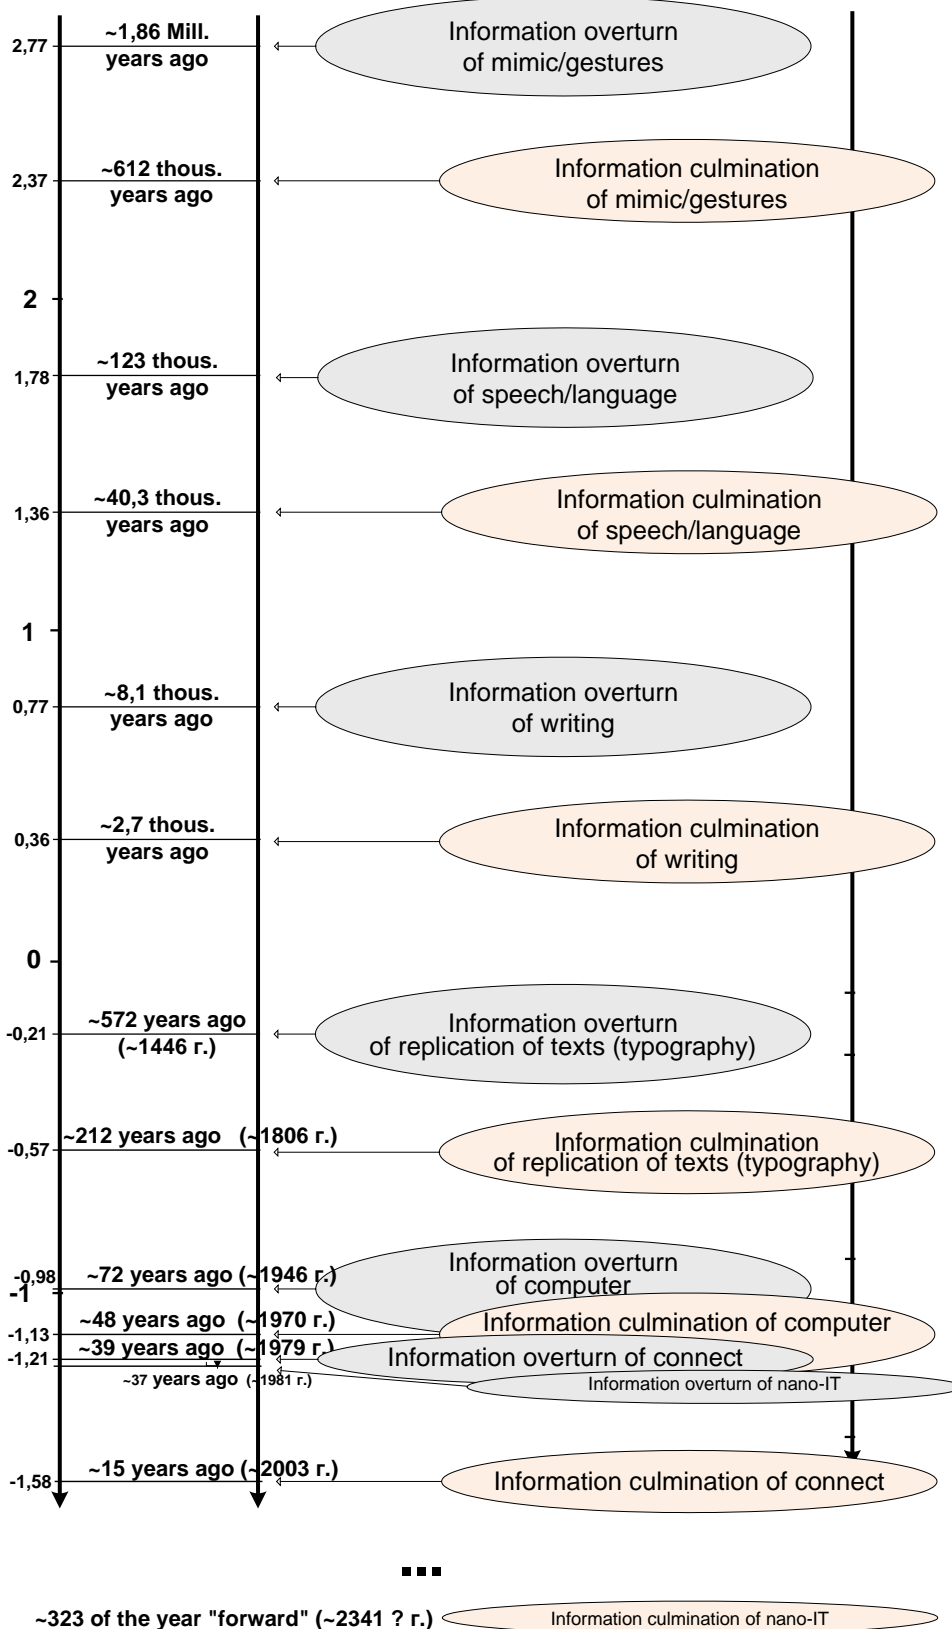 2,77
~1,86 Mill.
years ago
Information overturn
of mimic/gestures
2,37
~612 thous.
years ago
Information culmination
of mimic/gestures
2
1,78
~123 thous.
years ago
Information overturn
of speech/language
1,36
~40,3 thous.
years ago
Information culmination
of speech/language
1
0,77
~8,1 thous.
years ago
Information overturn
of writing
0,36
~2,7 thous.
years ago
Information culmination
of writing
0
-0,21
~572 years ago
(~1446 г.)
Information overturn
of replication of texts (typography)
-0,57
~212 years ago (~1806 г.)
Information culmination
of replication of texts (typography)
-0,98
~72 years ago (~1946 г.)
Information overturn
of computer
-1
-1,13
~48 years ago (~1970 г.)
Information culmination of computer
-1,21
~39 years ago (~1979 г.)
Information overturn of connect
~37 years ago (~1981 г.)
Information overturn of nano-IT
-1,58
~15 years ago (~2003 г.)
Information culmination of connect
...
~323 of the year "forward" (~2341 ? г.)
Information culmination of nano-IT